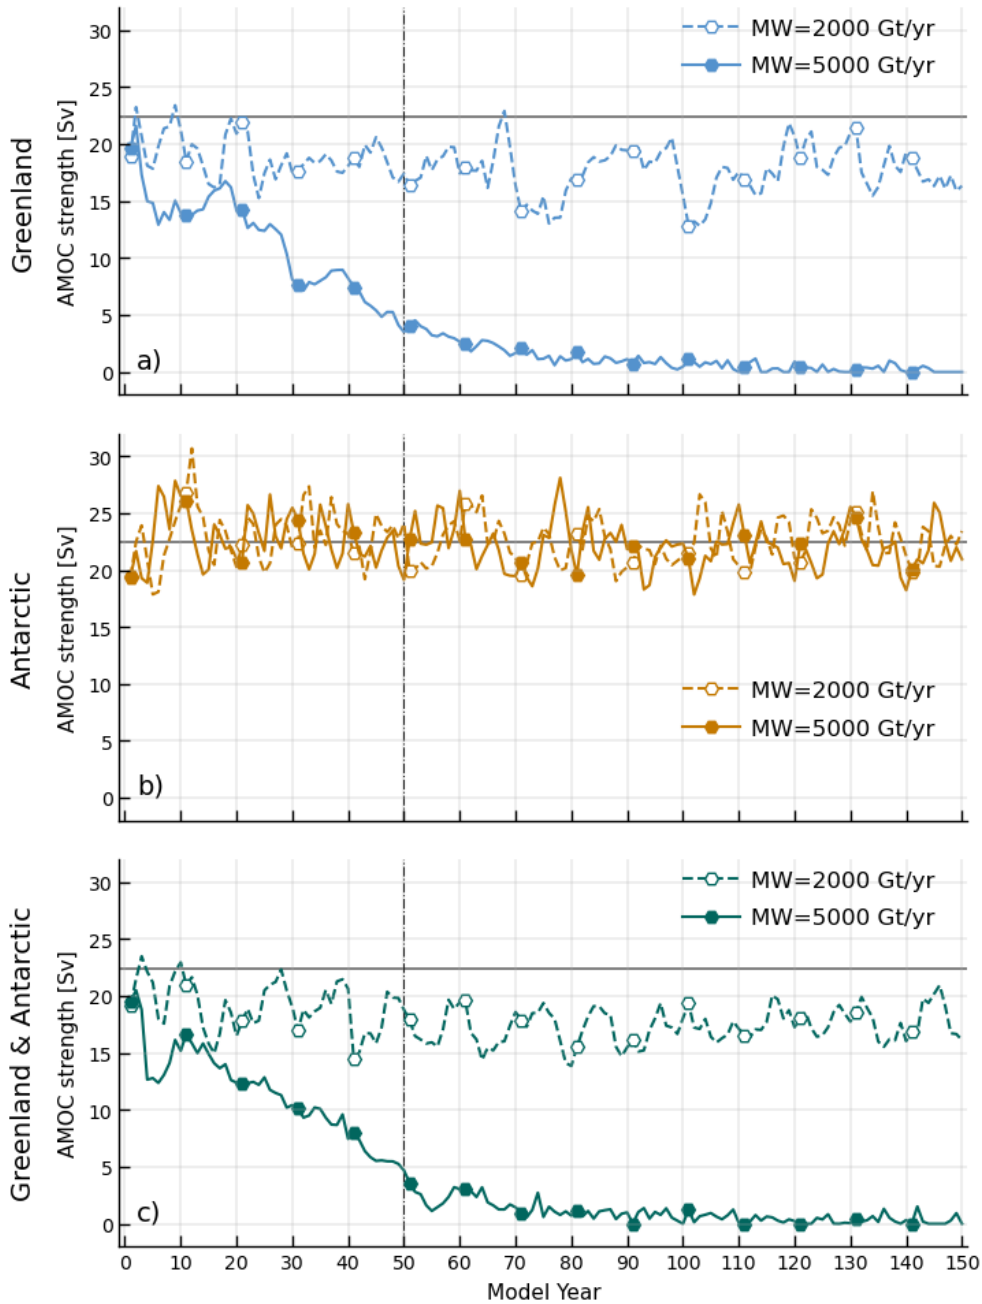 Greenland
AMOC strength [Sv]
30
25
20
15
10
5
0
MW=2000 Gt/yr
MW=5000 Gt/yr
a)
Antarctic
AMOC strength [Sv]
30
25
20
15
10
5
0
MW=2000 Gt/yr
MW=5000 Gt/yr
b)
Greenland & Antarctic
AMOC strength [Sv]
30
25
20
15
10
5
0
MW=2000 Gt/yr
MW=5000 Gt/yr
c)
0 10 20 30 40 50 60 70 80 90 100 110 120 130 140 150
Model Year